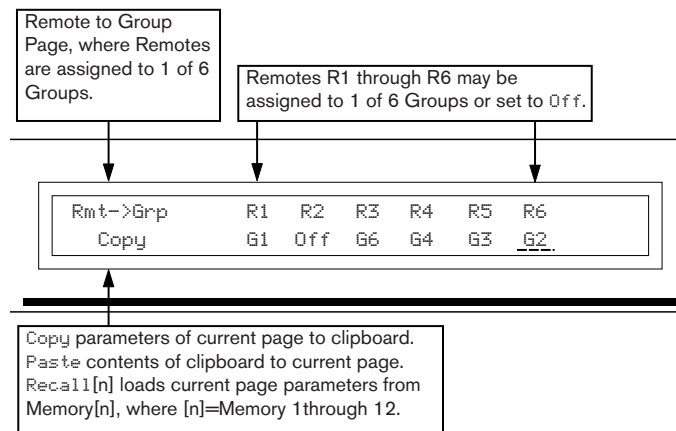 Remote to Group
Page, where Remotes
are assigned to 1 of 6
Groups.
Remotes R1 through R6 may be
assigned to 1 of 6 Groups or set to Off.
Rmt->Grp R1 R2 R3 R4 R5 R6
Copy G1 Off G6 G4 G3 G2
Copy parameters of current page to clipboard.
Paste contents of clipboard to current page.
Recall[n] loads current page parameters from
Memory[n], where [n]=Memory 1through 12.